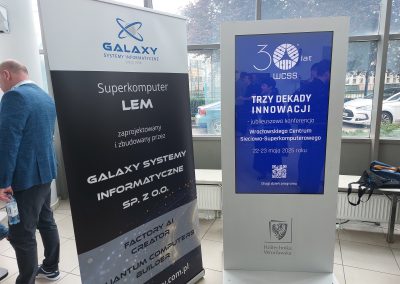 GALAXY
SYSTEMY INFORMATYCZNE
Superkomputer
LEM
zaprojektowany
i zbudowany przez
GALAXY SYSTEMY
INFORMATYCZNE
SP. Z O.O.
FACTORY AI
CREATOR
QUANTUM COMPUTERS
BUILDER
.com.pl
30 lat
WCSS
TRZY DEKADY
INNOWACJI
- jubileuszowa konferencja
Wrocławskiego Centrum
Sieciowo-Superkomputerowego
22-23 maja 2025 roku
Politechnika
Wrocławska